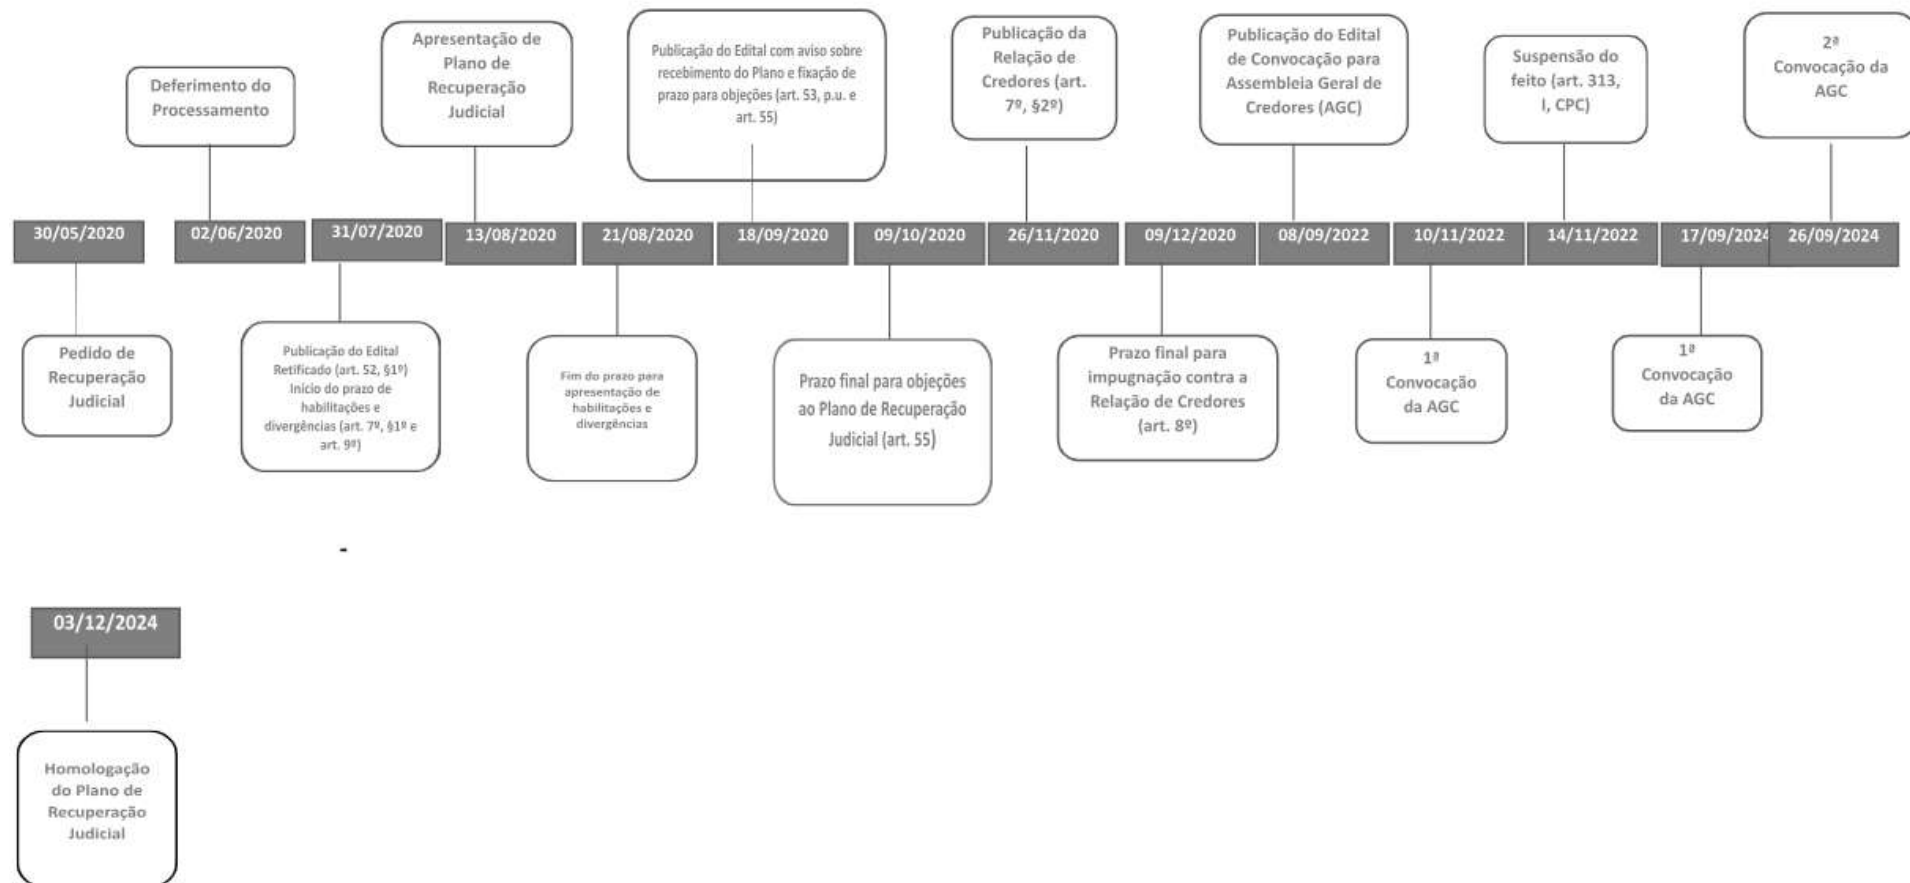 Deferimento do
Processamento
Apresentação de
Plano de
Recuperação
Judicial
Publicação do Edital com aviso sobre
recebimento do Plano e fixação de
prazo para objeções (art. 53, p.u. e
art. 55)
Publicação da
Relação de
Credores (art.
7º, §2º)
Publicação do Edital
de Convocação para
Assembleia Geral de
Credores (AGC)
Suspensão do
feito (art. 313,
I, CPC)
2ª
Convocação da
AGC
30/05/2020
02/06/2020
31/07/2020
13/08/2020
21/08/2020
18/09/2020
09/10/2020
26/11/2020
09/12/2020
08/09/2022
10/11/2022
14/11/2022
17/09/2024
26/09/2024
Pedido de
Recuperação
Judicial
Publicação do Edital
Retificado (art. 52, §1º)
Início do prazo de
habilitações e
divergências (art. 7º, §1º e
art. 9º)
Fim do prazo para
apresentação de
habilitações e
divergências
Prazo final para objeções
ao Plano de Recuperação
Judicial (art. 55)
Prazo final para
impugnação contra a
Relação de Credores
(art. 8º)
1ª
Convocação
da AGC
1ª
Convocação
da AGC
-
03/12/2024
Homologação
do Plano de
Recuperação
Judicial